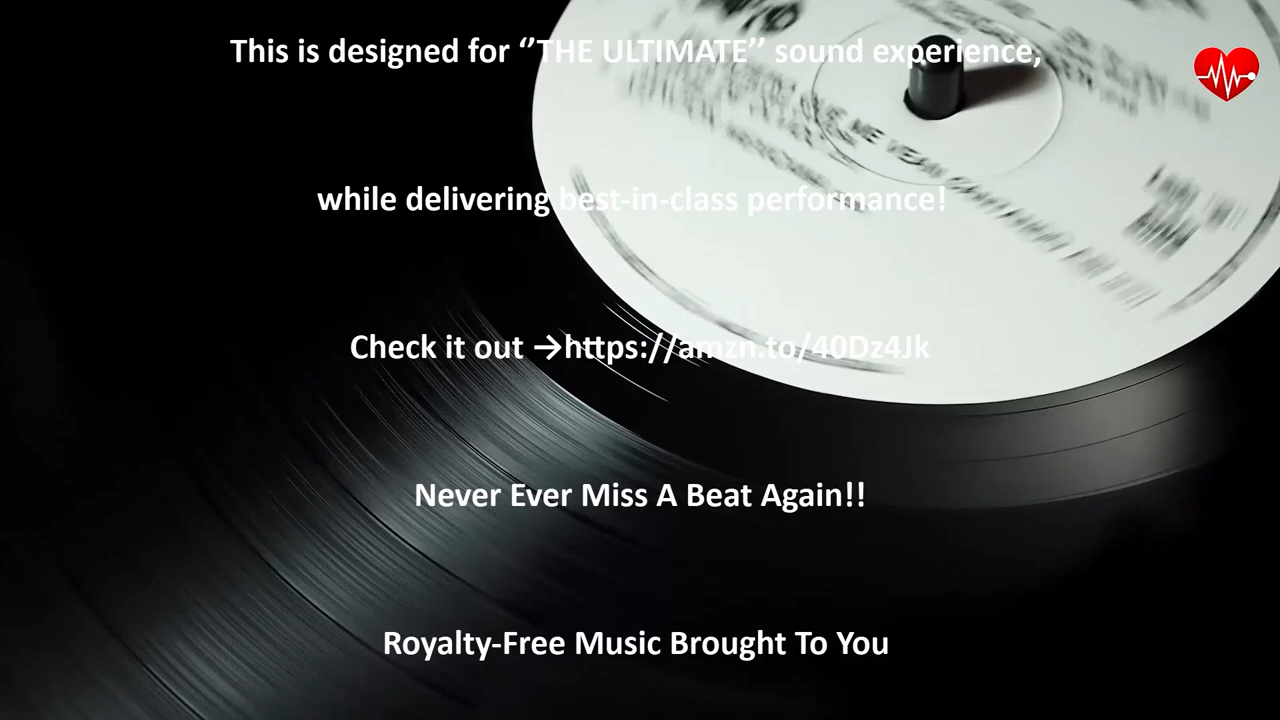 This is designed for ‘’THE ULTIMATE’’ sound experience,
while delivering best-in-class performance!
Check it out →https://amzn.to/40Dz4Jk
Never Ever Miss A Beat Again!!
Royalty-Free Music Brought To You